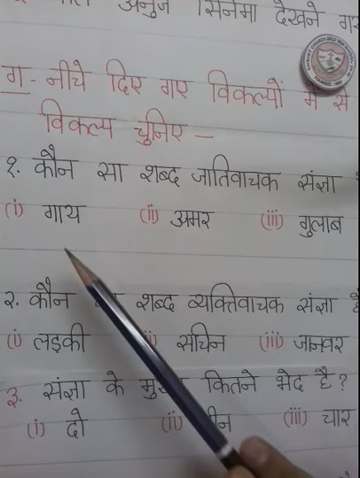 अनुज सिनेमा देखने
ग - नीचे दिए गए विकल्पों में से
विकल्प चुनिए –
१. कौन सा शब्द जातिवाचक संज्ञा
(i) गाय (ii) अमर (iii) गुलाब
२. कौन शब्द व्यक्तिवाचक संज्ञा
(i) लड़की सचिन (iii) जानवर
३. संज्ञा के कितने भेद है?
(i) दो (ii) (iii) चार